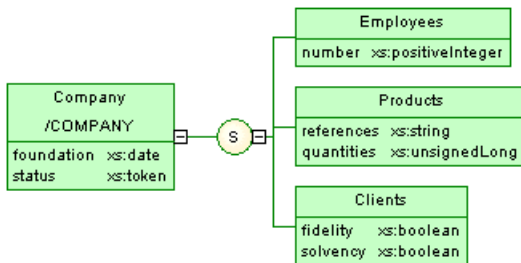 Company
/COMPANY
foundation xs:date
status xs:token
S
Employees
number xs:positiveInteger
Products
references xs:string
quantities xs:unsignedLong
Clients
fidelity xs:boolean
solvency xs:boolean